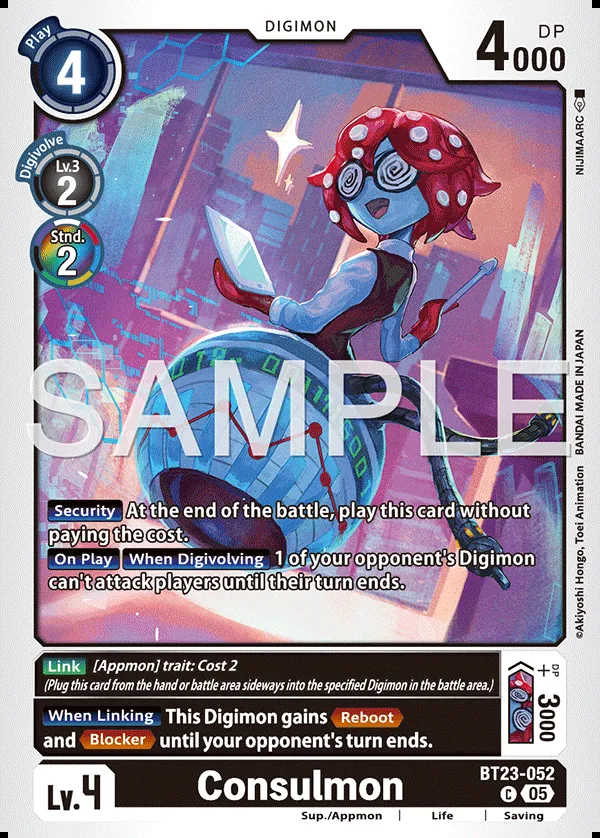 DIGIMON
Play
4
DP
4000
Digivolve
Lv.3
2
Stnd.
2
NIJIMAARC
SAMPLE
BANDAI MADE IN JAPAN
©Akiyoshi Hongo, Toei Animation
Security At the end of the battle, play this card without
paying the cost.
On Play When Digivolving 1 of your opponent's Digimon
can't attack players until their turn ends.
Link [Appmon] trait: Cost 2
(Plug this card from the hand or battle area sideways into the specified Digimon in the battle area.)
DP
+3000
When Linking This Digimon gains Reboot
and Blocker until your opponent's turn ends.
Lv.4
Consulmon
BT23-052
C 05
Sup./Appmon | Life | Saving